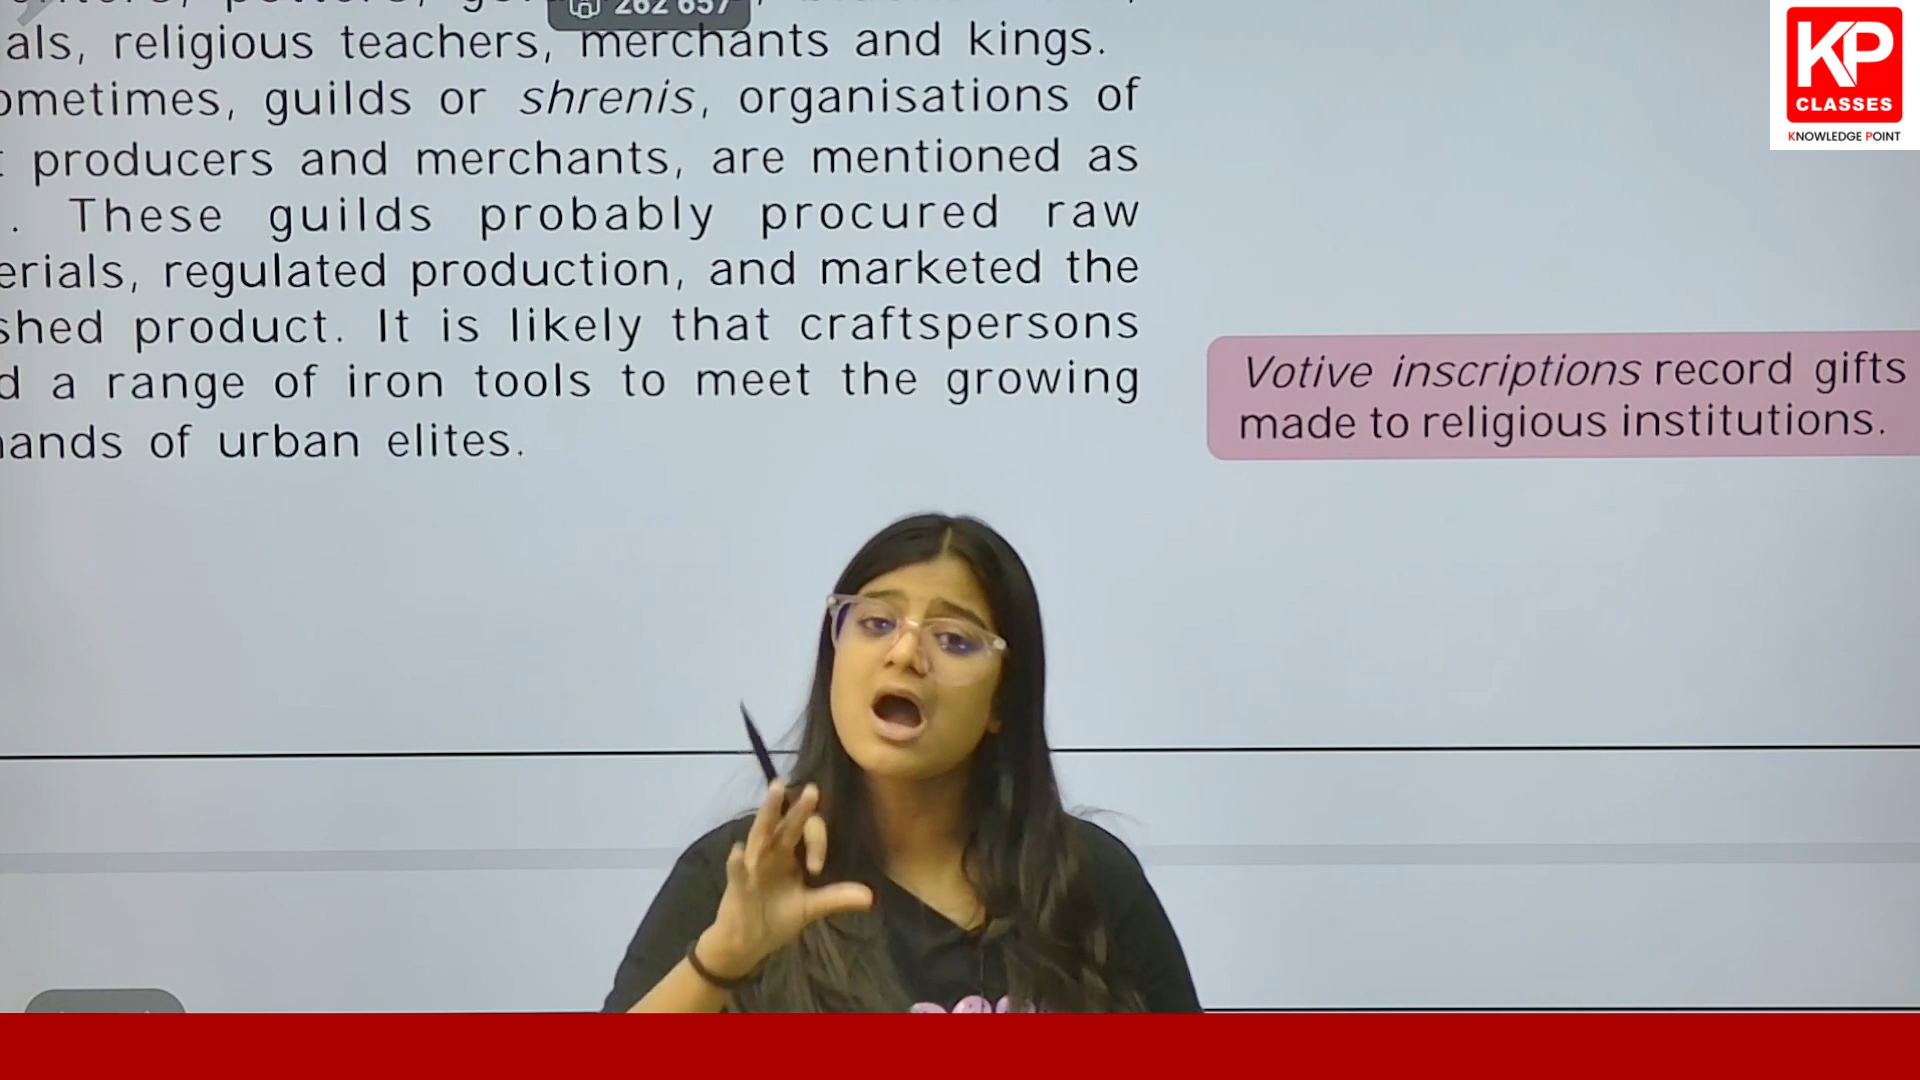 262 657
als, religious teachers, merchants and kings.
ometimes, guilds or shrenis, organisations of
producers and merchants, are mentioned as
. These guilds probably procured raw
erials, regulated production, and marketed the
shed product. It is likely that craftspersons
d a range of iron tools to meet the growing
ands of urban elites.
Votive inscriptions record gifts
made to religious institutions.
KP
CLASSES
KNOWLEDGE POINT